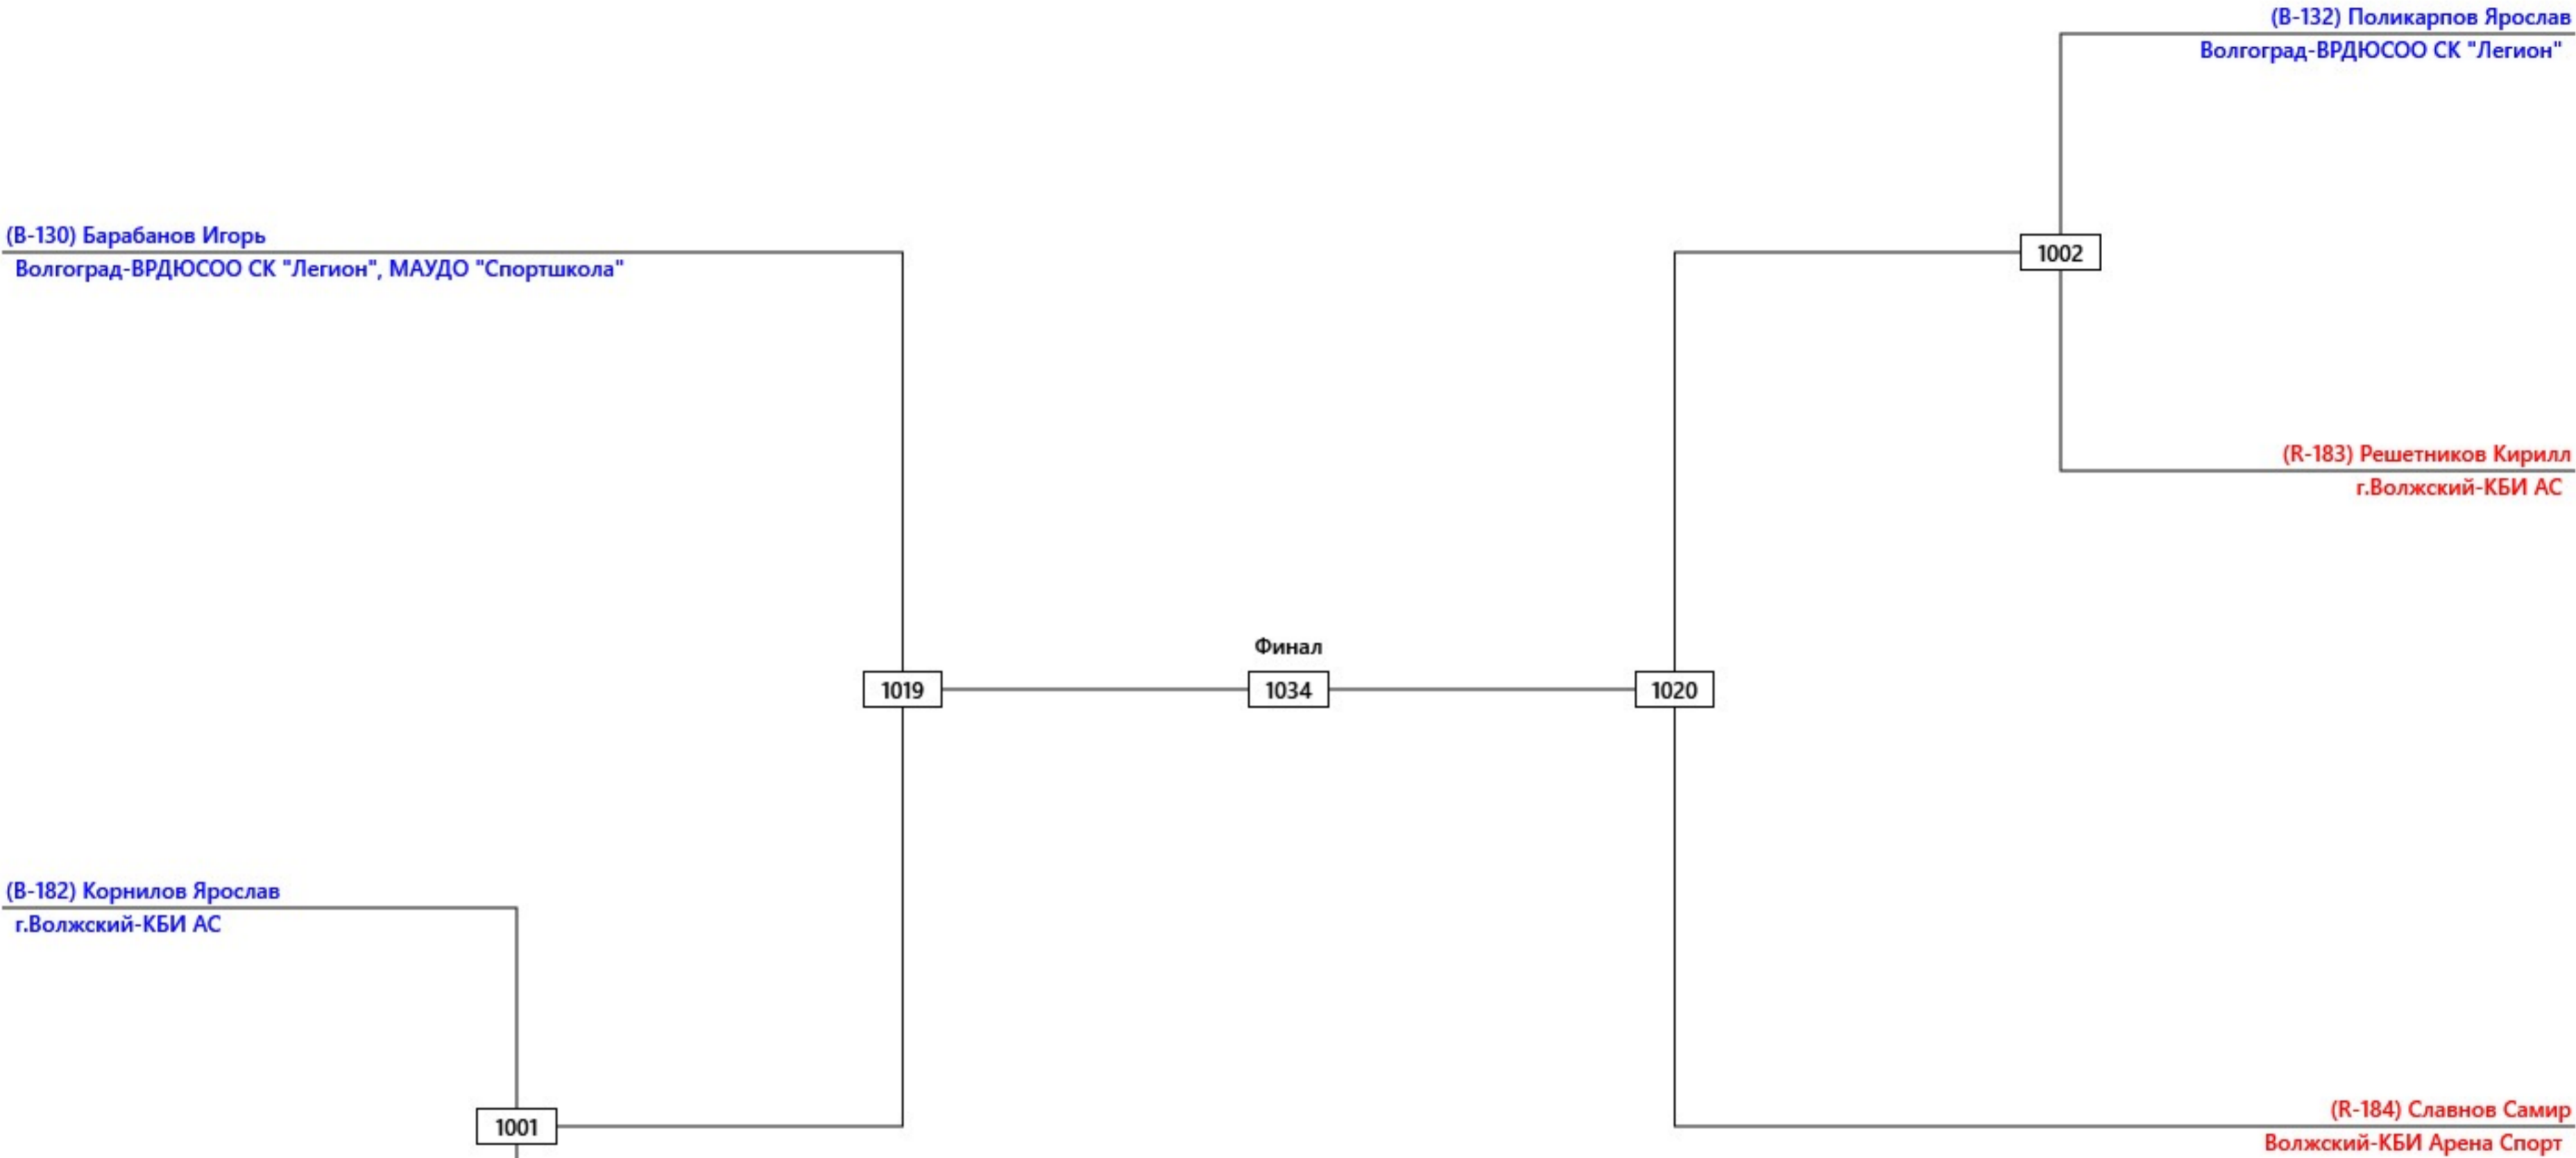 (B-132) Поликарпов Ярослав
Волгоград-ВРДЮСОО СК "Легион"
(B-130) Барабанов Игорь
Волгоград-ВРДЮСОО СК "Легион", МАУДО "Спортшкола"
1002
(R-183) Решетников Кирилл
г.Волжский-КБИ АС
Финал
1019
1034
1020
(B-182) Корнилов Ярослав
г.Волжский-КБИ АС
1001
(R-184) Славнов Самир
Волжский-КБИ Арена Спорт